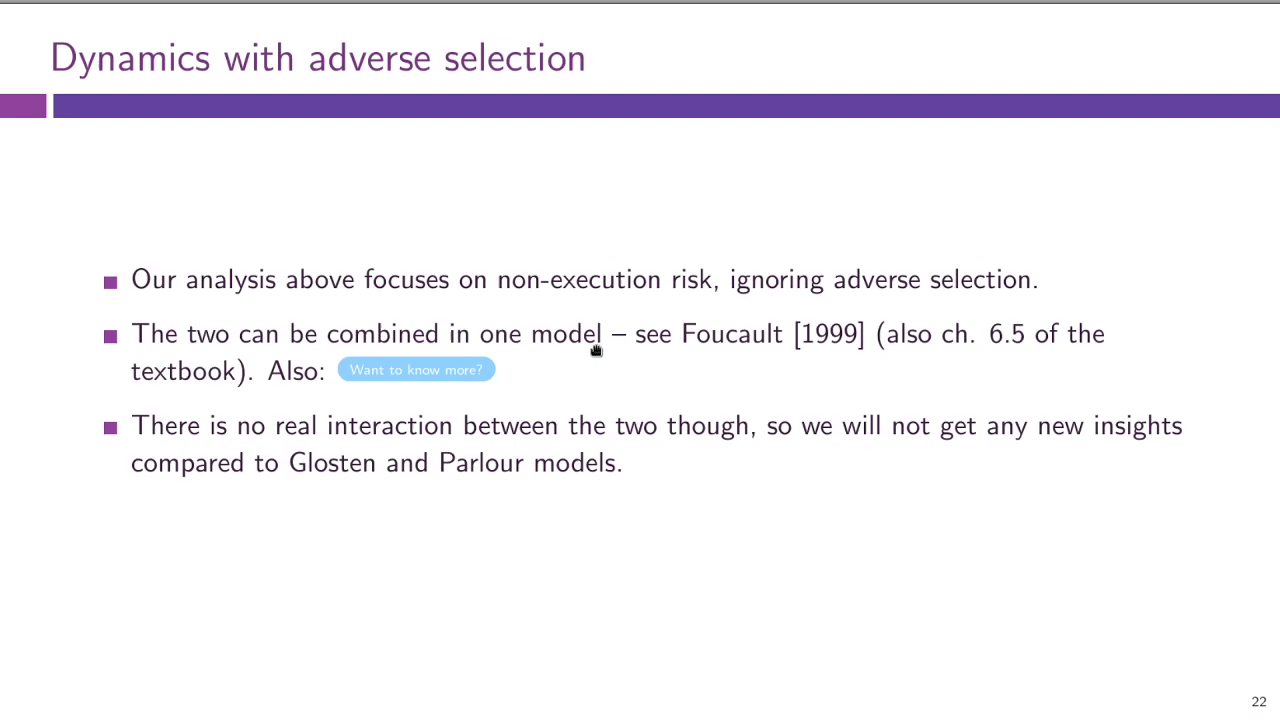 Dynamics with adverse selection
Our analysis above focuses on non-execution risk, ignoring adverse selection.
The two can be combined in one model – see Foucault [1999] (also ch. 6.5 of the
textbook). Also: Want to know more?
There is no real interaction between the two though, so we will not get any new insights
compared to Glosten and Parlour models.
22